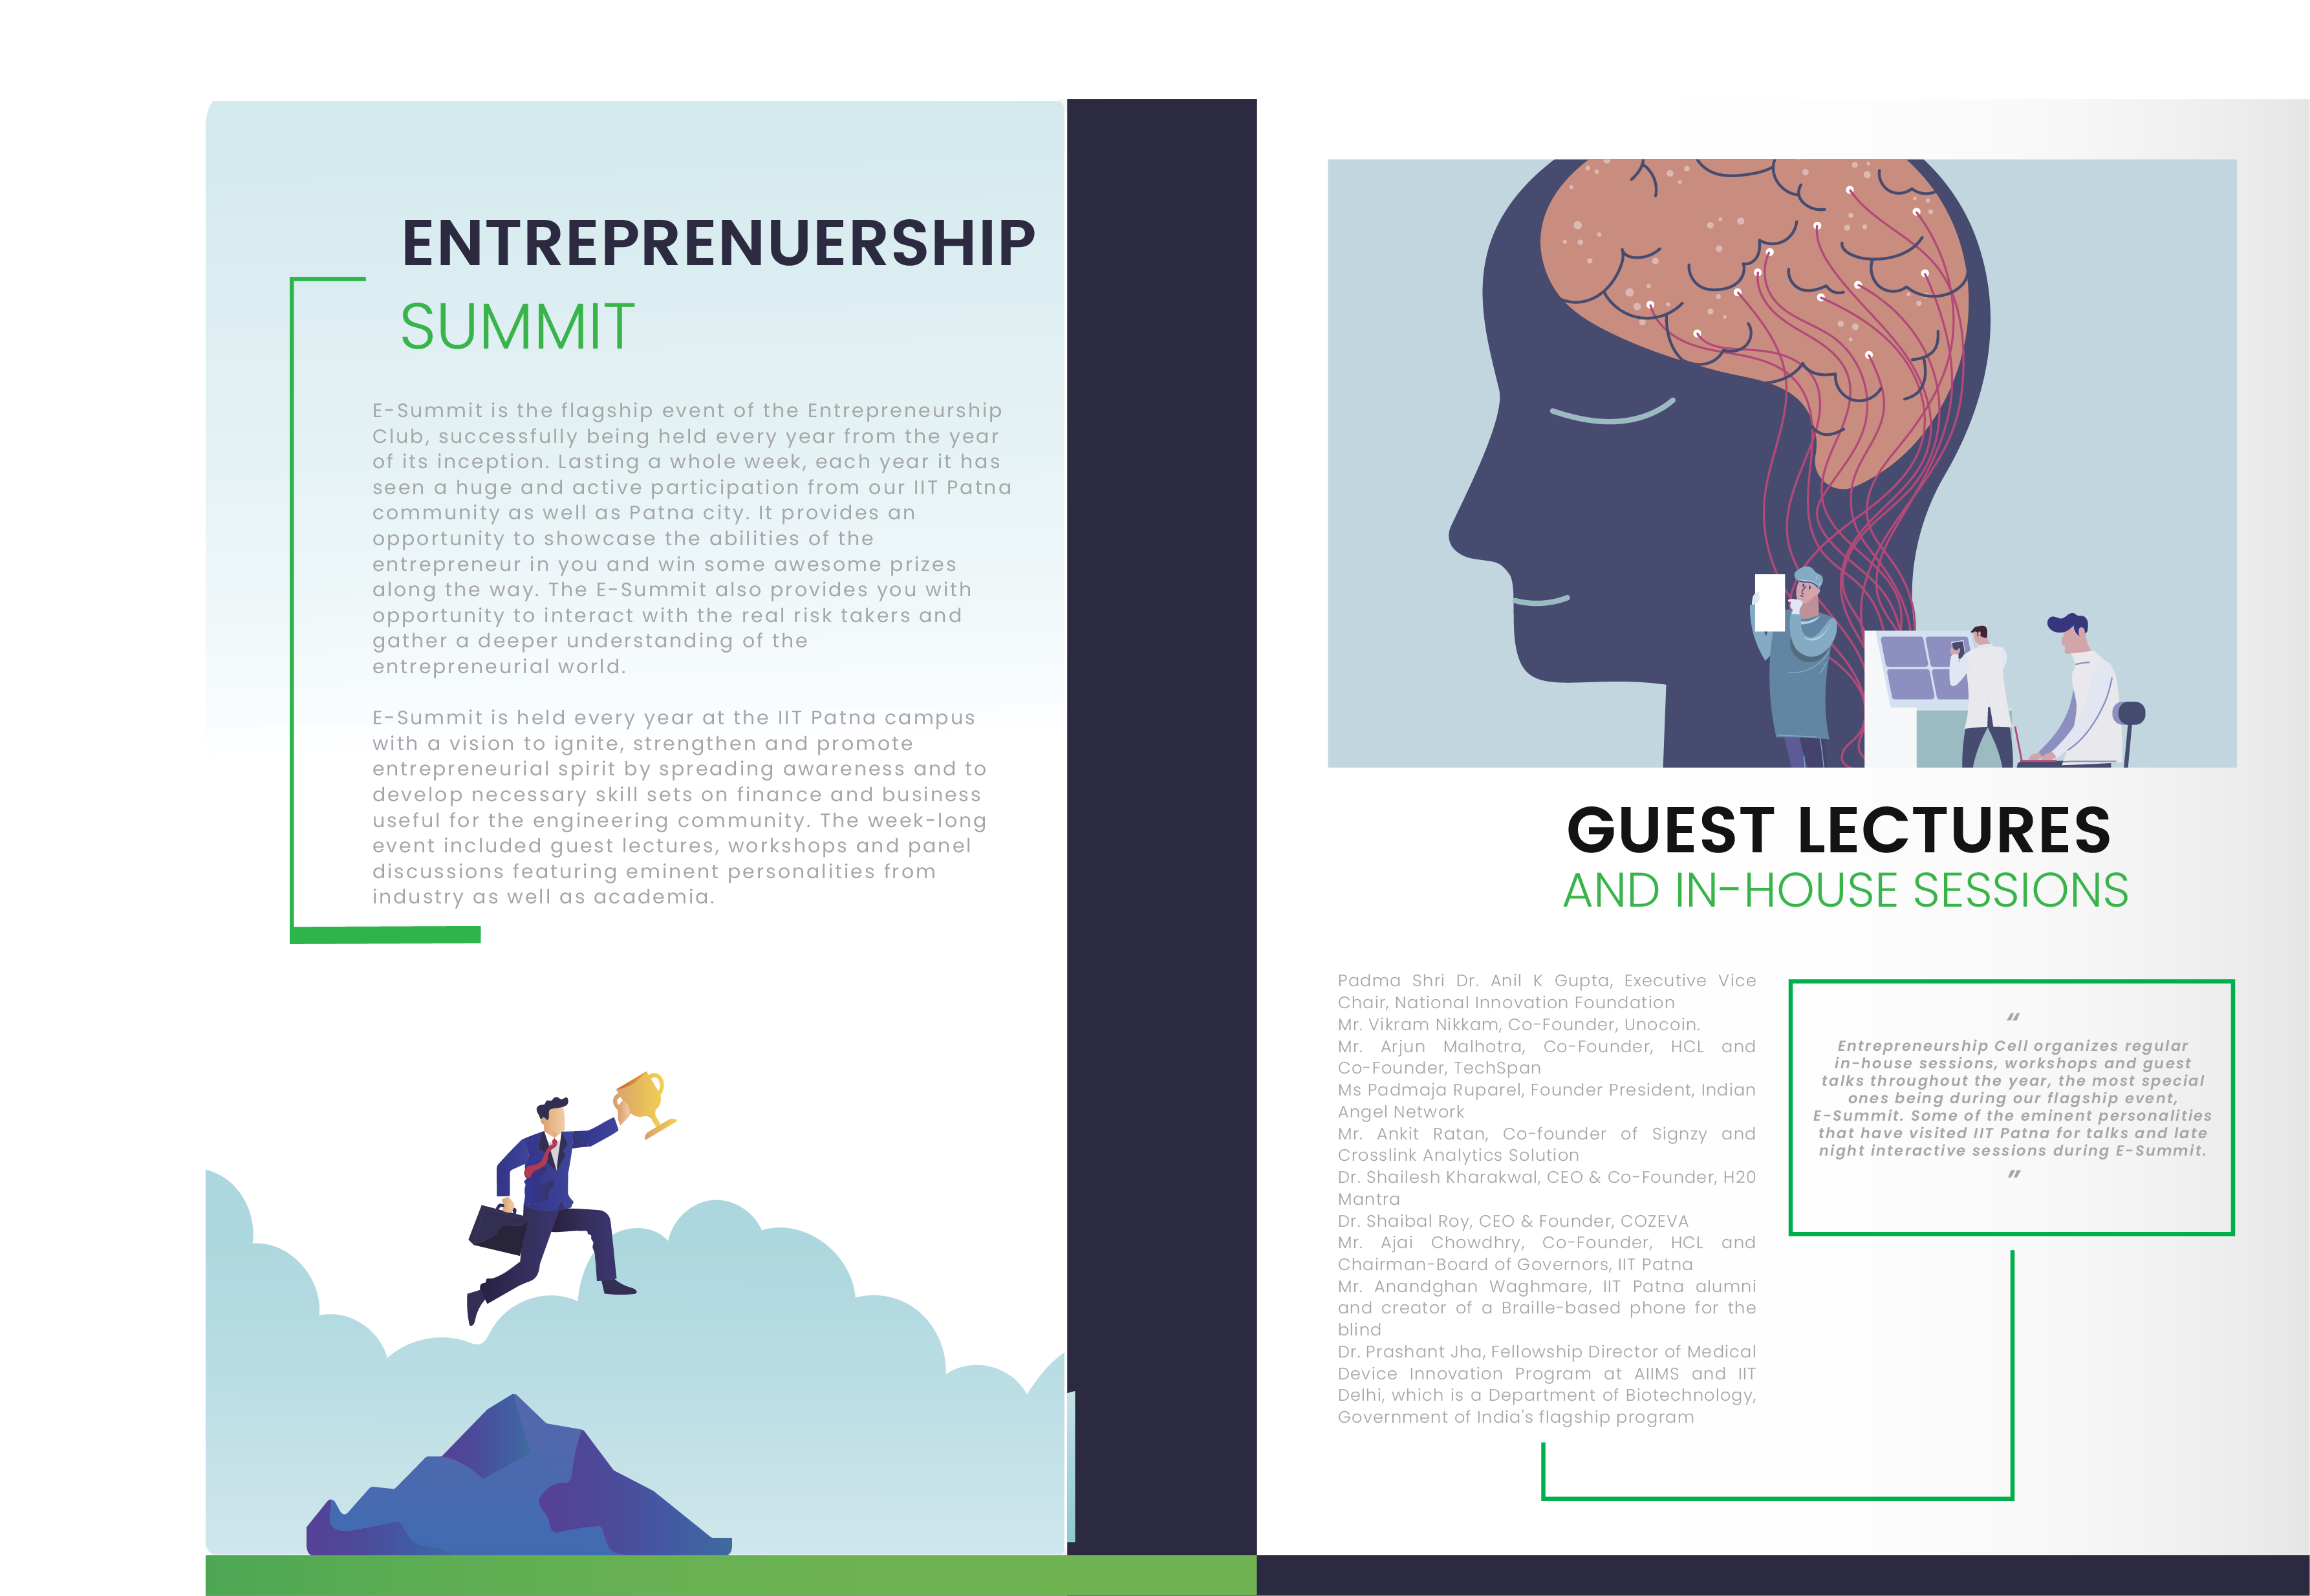 ENTREPRENUERSHIP
SUMMIT
E-Summit is the flagship event of the Entrepreneurship
Club, successfully being held every year from the year
of its inception. Lasting a whole week, each year it has
seen a huge and active participation from our IIT Patna
community as well as Patna city. It provides an
opportunity to showcase the abilities of the
entrepreneur in you and win some awesome prizes
along the way. The E-Summit also provides you with
opportunity to interact with the real risk takers and
gather a deeper understanding of the
entrepreneurial world.
E-Summit is held every year at the IIT Patna campus
with a vision to ignite, strengthen and promote
entrepreneurial spirit by spreading awareness and to
develop necessary skill sets on finance and business
useful for the engineering community. The week-long
event included guest lectures, workshops and panel
discussions featuring eminent personalities from
industry as well as academia.
GUEST LECTURES
AND IN-HOUSE SESSIONS
Padma Shri Dr. Anil K Gupta, Executive Vice
Chair, National Innovation Foundation
Mr. Vikram Nikkam, Co-Founder, Unocoin.
Mr. Arjun Malhotra, Co-Founder, HCL and
Co-Founder, TechSpan
Ms Padmaja Ruparel, Founder President, Indian
Angel Network
Mr. Ankit Ratan, Co-founder of Signzy and
Crosslink Analytics Solution
Dr. Shailesh Kharakwal, CEO & Co-Founder, H20
Mantra
Dr. Shaibal Roy, CEO & Founder, COZEVA
Mr. Ajai Chowdhry, Co-Founder, HCL and
Chairman-Board of Governors, IIT Patna
Mr. Anandghan Waghmare, IIT Patna alumni
and creator of a Braille-based phone for the
blind
Dr. Prashant Jha, Fellowship Director of Medical
Device Innovation Program at AIIMS and IIT
Delhi, which is a Department of Biotechnology,
Government of India's flagship program
“
Entrepreneurship Cell organizes regular
in-house sessions, workshops and guest
talks throughout the year, the most special
ones being during our flagship event,
E-Summit. Some of the eminent personalities
that have visited IIT Patna for talks and late
night interactive sessions during E-Summit.
”